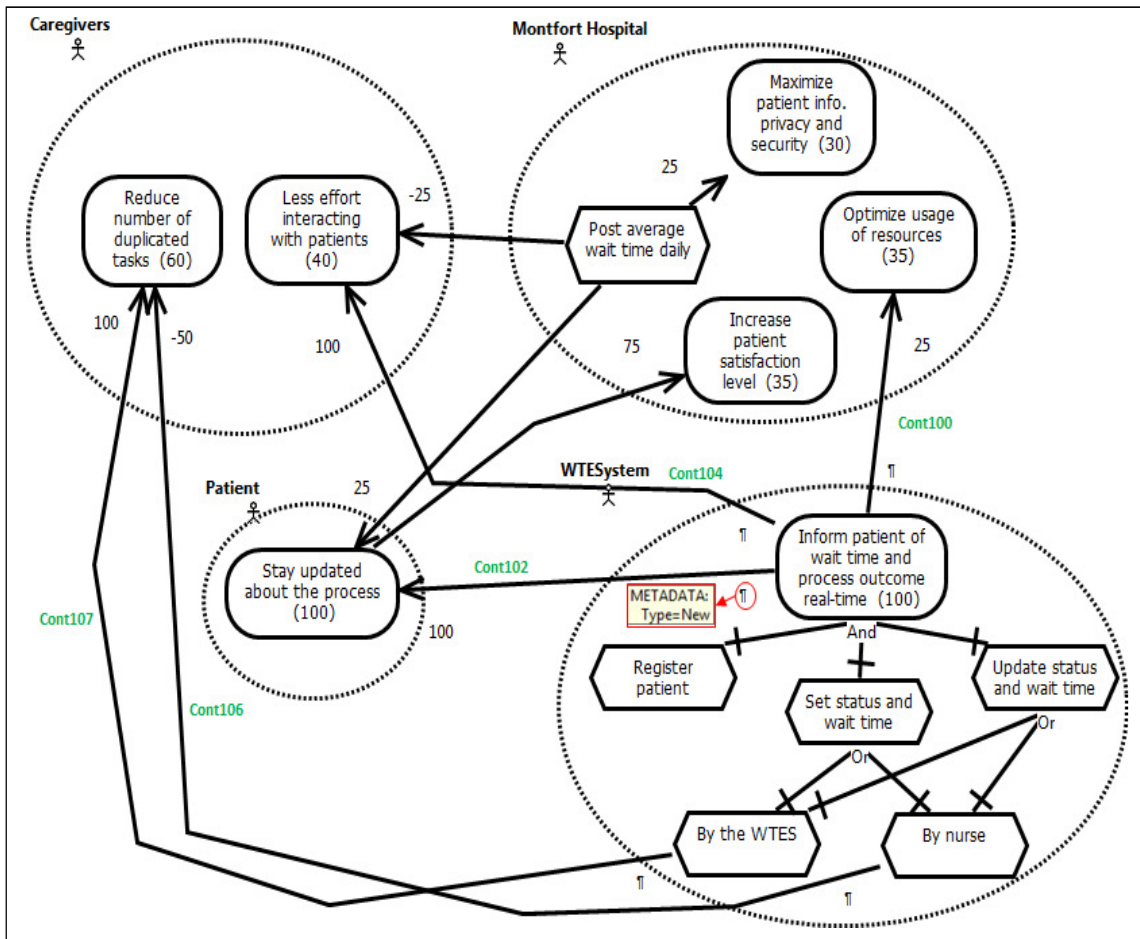 Caregivers
Montfort Hospital
Maximize
patient info.
privacy and
security (30)
25
Reduce
number of
duplicated
tasks (60)
Less effort
interacting
with patients
(40)
-25
Post average
wait time daily
Optimize usage
of resources
(35)
100
-50
100
75
Increase
patient
satisfaction
level (35)
25
Cont100
WTESystem
Cont104
¶
Patient
25
¶
Inform patient of
wait time and
process outcome
real-time (100)
Stay updated
about the process
(100)
Cont102
METADATA:
Type=New
¶
100
Cont107
And
Register
patient
Update status
and wait time
Set status and
wait time
Cont106
Or
Or
By the WTES
By nurse
¶
¶